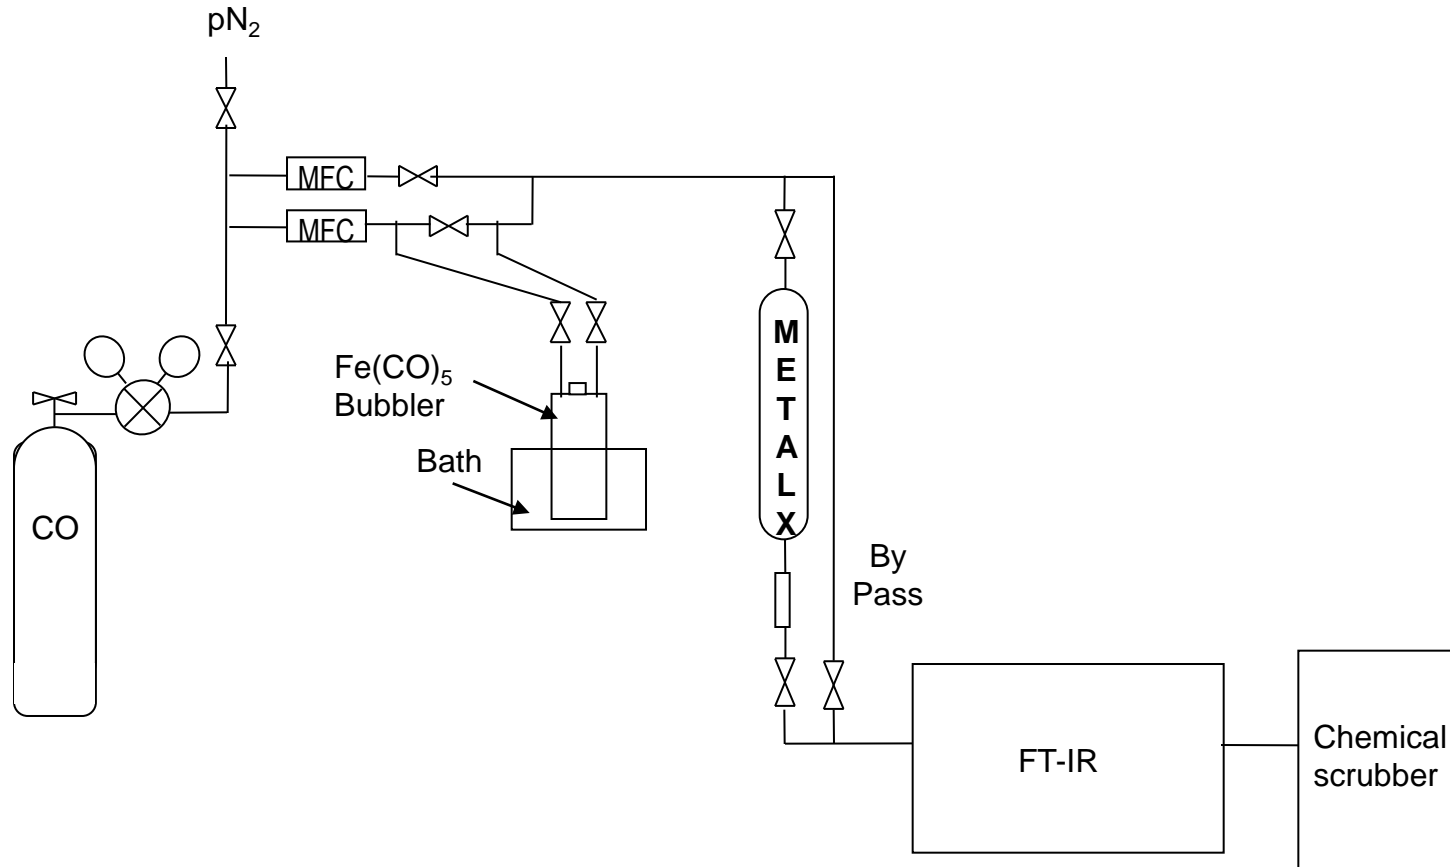 pN₂
MFC
MFC
Fe(CO)₅
Bubbler
Bath
CO
M
E
T
A
L
X
By
Pass
FT-IR
Chemical
scrubber